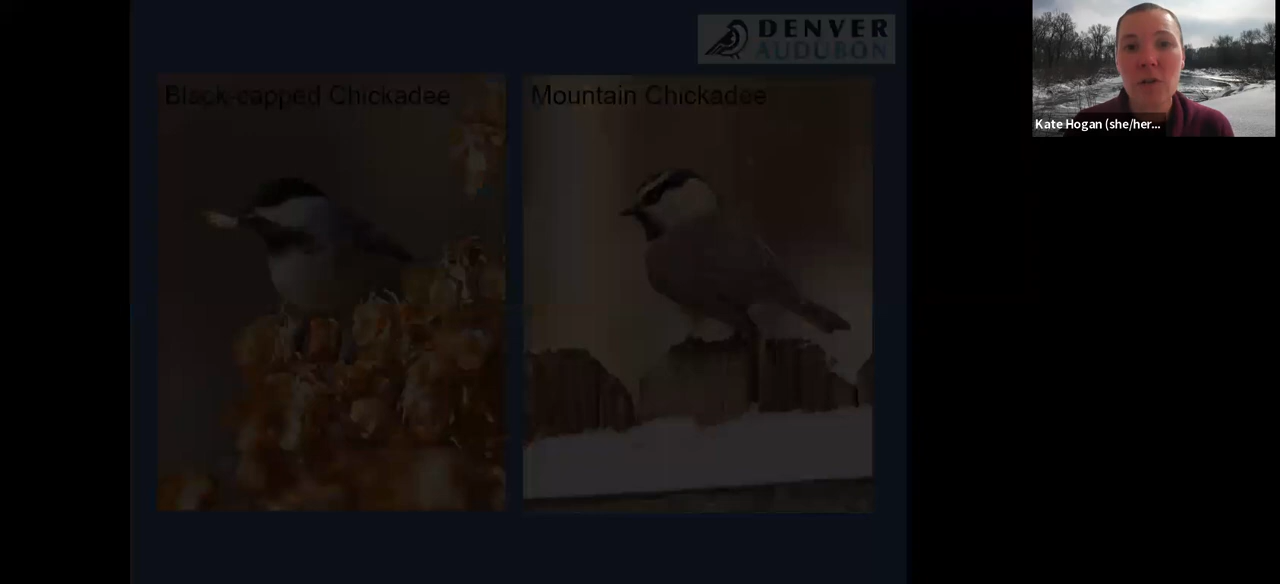 DENVER
AUDUBON
Black-capped Chickadee
Mountain Chickadee
Kate Hogan (she/her...